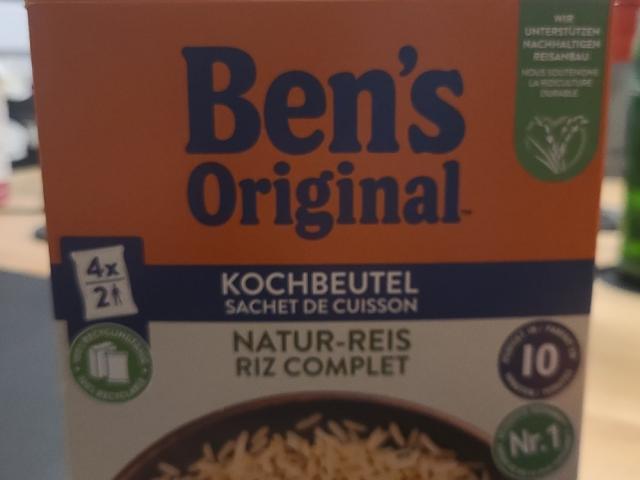 WIR
UNTERSTÜTZEN
NACHHALTIGEN
REISANBAU
NOUS SOUTENONS
LA RIZICULTURE
DURABLE
Ben's
Original™
4x
2
KOCHBEUTEL
SACHET DE CUISSON
NATUR-REIS
RIZ COMPLET
10
Nr.1